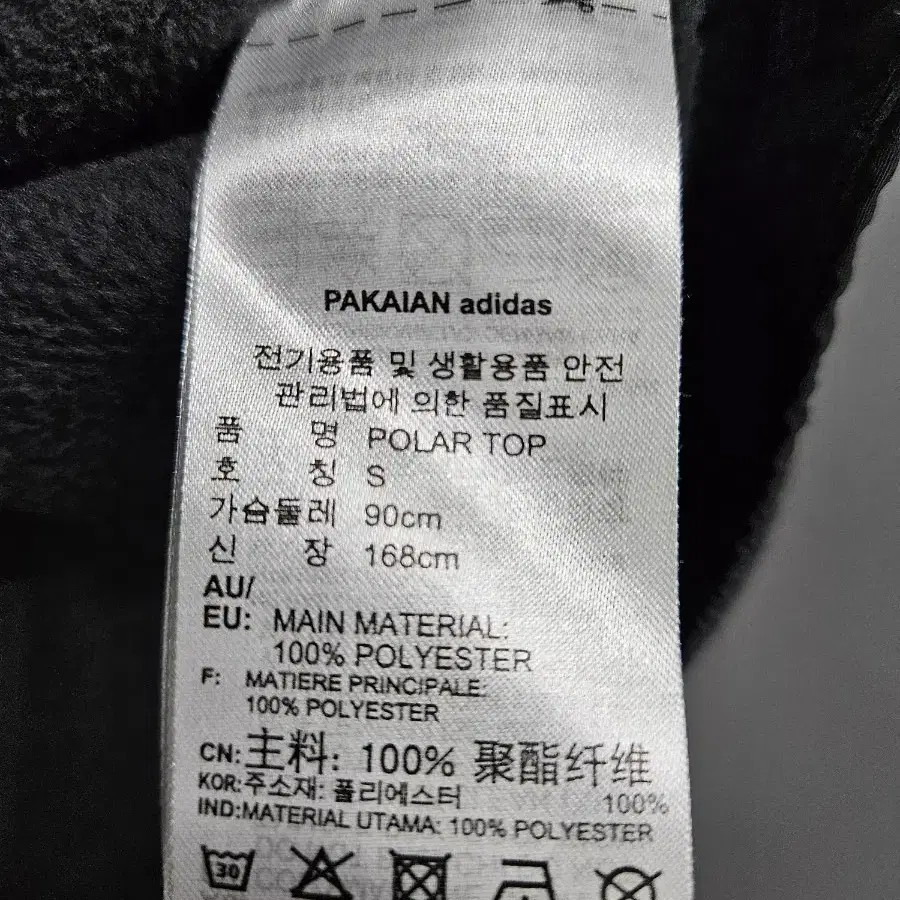 PAKAIAN adidas
전기용품 및 생활용품 안전
관리법에 의한 품질표시
품 명 POLAR TOP
호 칭 S
가슴둘레 90cm
신 장 168cm
AU/
EU: MAIN MATERIAL:
100% POLYESTER
F: MATIERE PRINCIPALE:
100% POLYESTER
CN: 主料: 100% 聚酯纤维
KOR:주소재: 폴리에스터 100%
IND:MATERIAL UTAMA: 100% POLYESTER
30